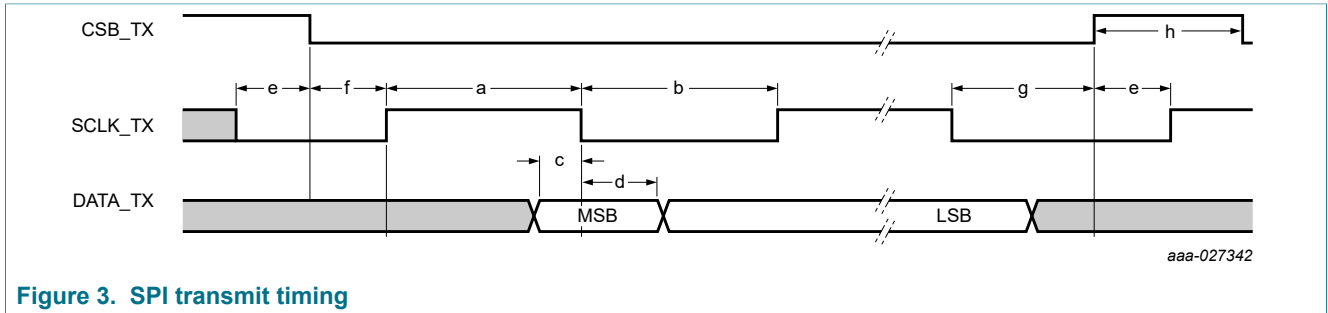 CSB_TX
h
e f a b g e
SCLK_TX
c
d
DATA_TX
MSB LSB
aaa-027342
Figure 3. SPI transmit timing